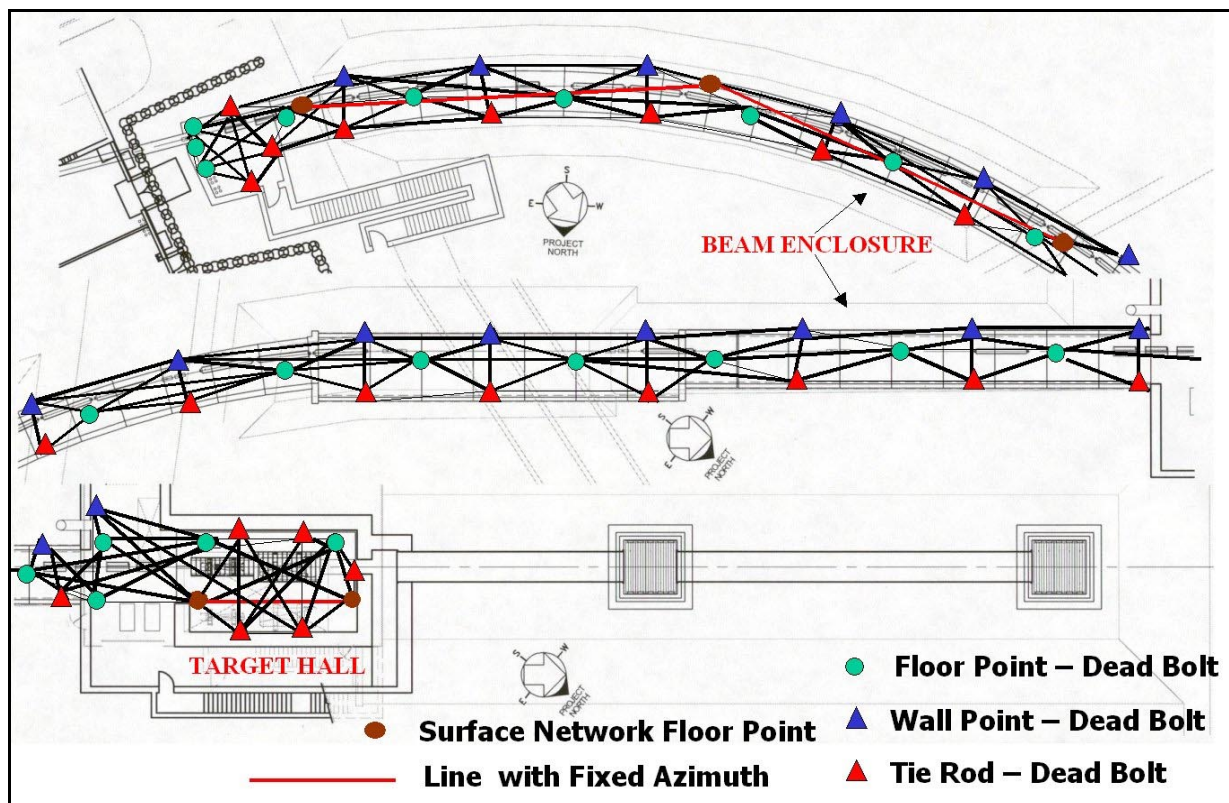 S
E W
PROJECT
NORTH
BEAM ENCLOSURE
S W
E
PROJECT
NORTH
TARGET HALL
S W
E
PROJECT
NORTH
Floor Point – Dead Bolt
Wall Point – Dead Bolt
Surface Network Floor Point
Line with Fixed Azimuth
Tie Rod – Dead Bolt